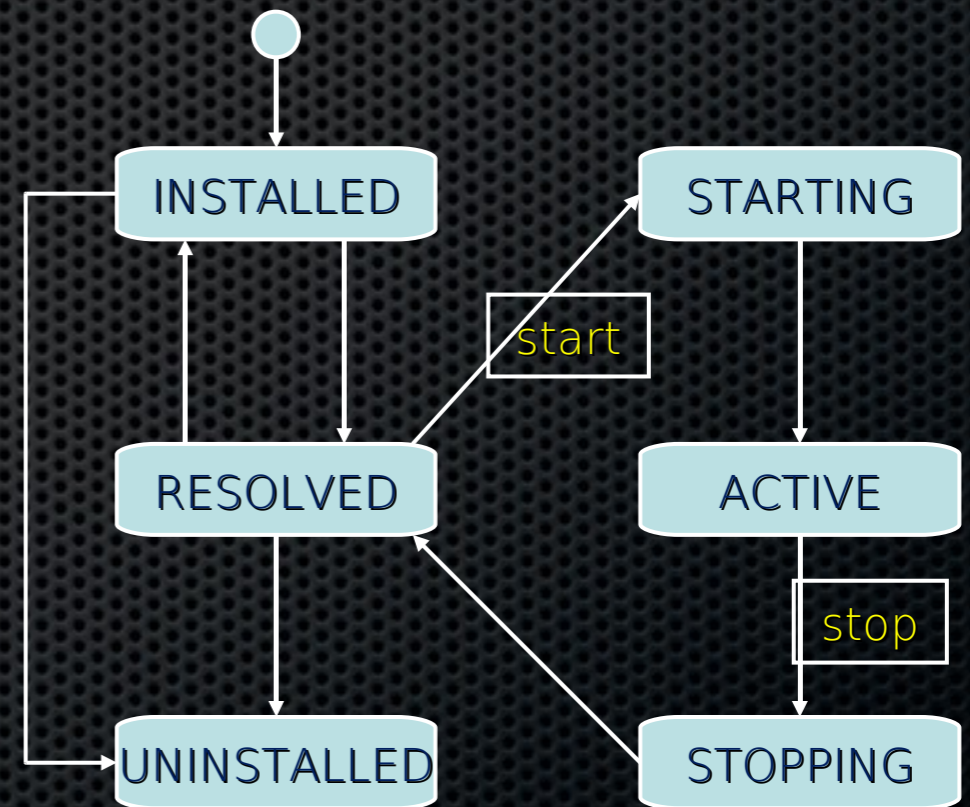 INSTALLED
STARTING
start
RESOLVED
ACTIVE
stop
UNINSTALLED
STOPPING